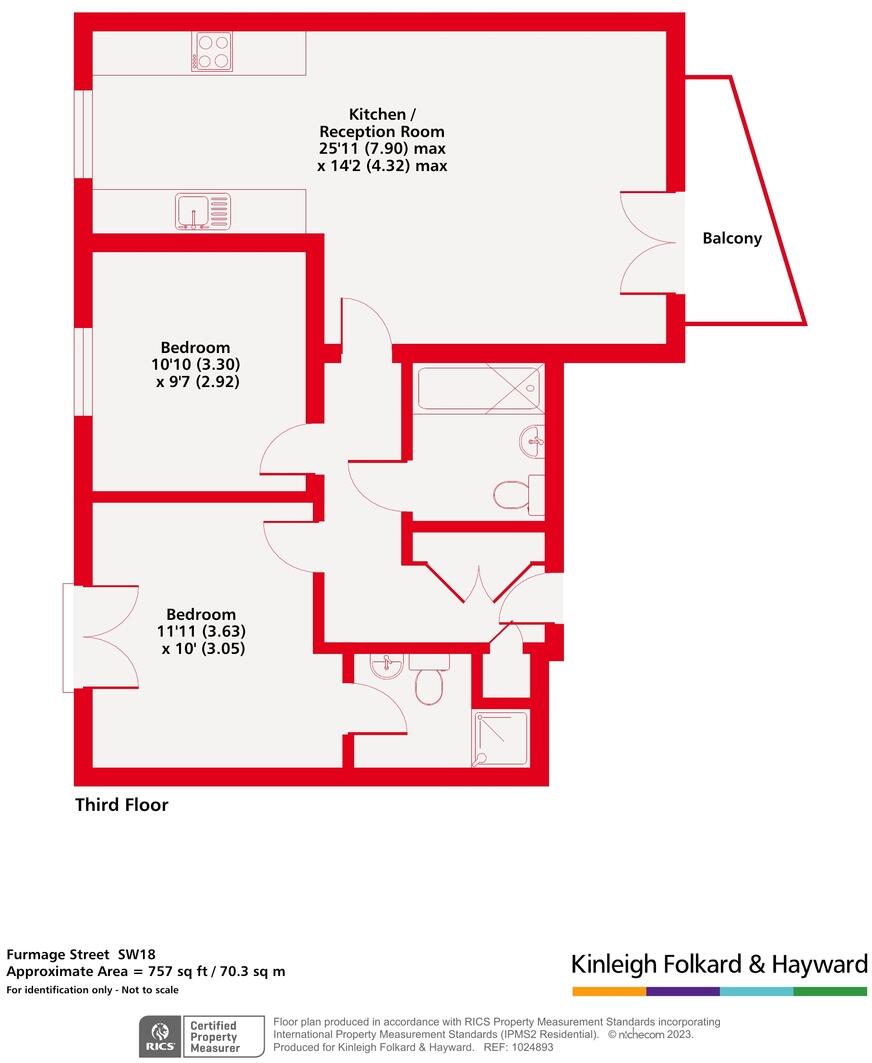 Kitchen /
Reception Room
25'11 (7.90) max
x 14'2 (4.32) max
Balcony
Bedroom
10'10 (3.30)
x 9'7 (2.92)
Bedroom
11'11 (3.63)
x 10' (3.05)
Third Floor
Furmage Street SW18
Approximate Area = 757 sq ft / 70.3 sq m
For identification only - Not to scale
Kinleigh Folkard & Hayward
RICS
Certified
Property
Measurer
Floor plan produced in accordance with RICS Property Measurement Standards incorporating
International Property Measurement Standards (IPMS2 Residential). © nichecom 2023.
Produced for Kinleigh Folkard & Hayward. REF: 1024893